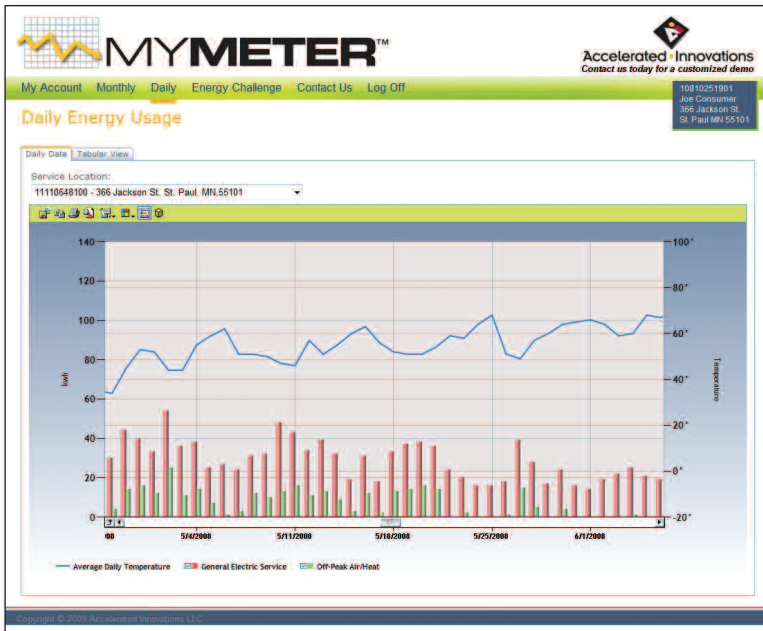 MYMETER™
Accelerated Innovations
Contact us today for a customized demo
My Account Monthly Daily Energy Challenge Contact Us Log Off
10810251901
Joe Consumer
366 Jackson St.
St. Paul MN 55101
Daily Energy Usage
Daily Date Tabular View
Service Location:
11110648100 - 366 Jackson St, St. Paul, MN,55101
140
120
100
80
60
40
20
0
kwh
100°
80°
60°
40°
20°
0°
-20°
Temperature
08 5/4/2008 5/11/2008 5/18/2008 5/25/2008 6/1/2008
Average Daily Temperature General Electric Service Off-Peak Air/Heat
Copyright © 2009 Accelerated Innovations LLC